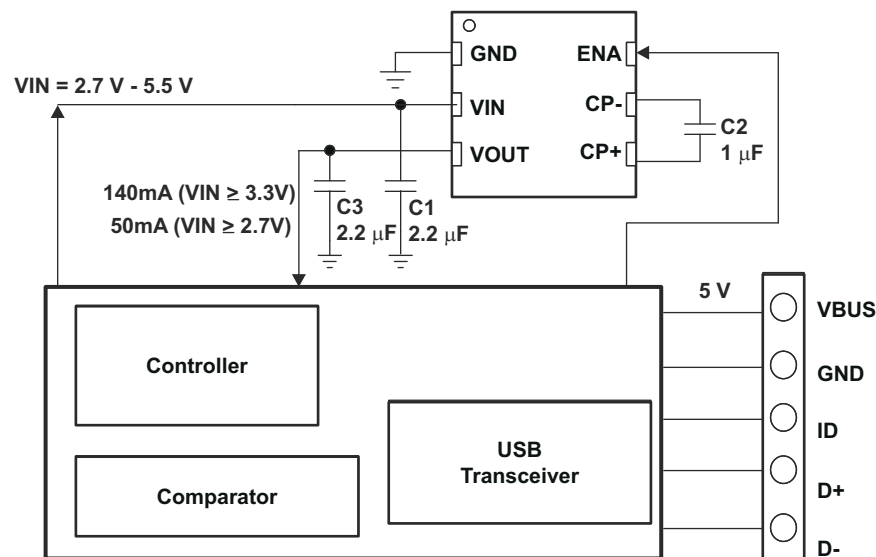 GND
ENA
VIN = 2.7 V - 5.5 V
VIN
CP-
C2
1 μF
VOUT
CP+
140mA (VIN ≥ 3.3V)
50mA (VIN ≥ 2.7V)
C3
2.2 μF
C1
2.2 μF
5 V
VBUS
Controller
GND
ID
USB
Transceiver
Comparator
D+
D-